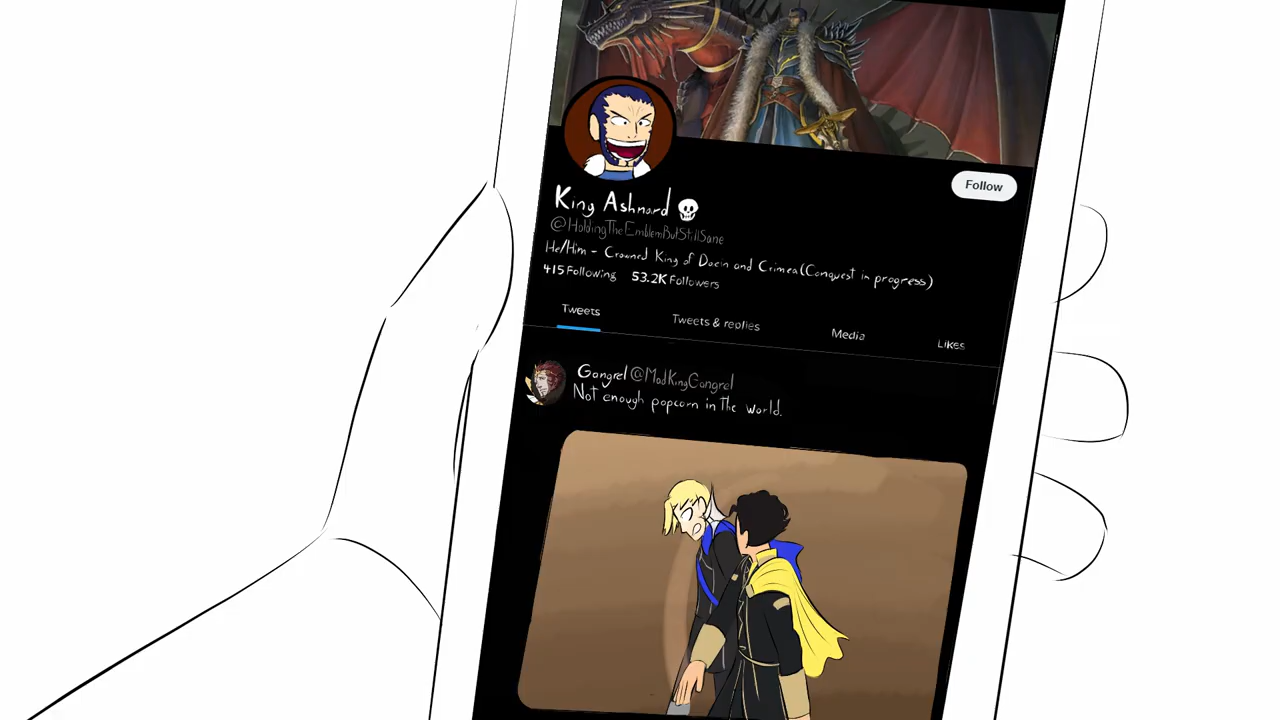 Follow
King Ashnard
@HoldingTheEmblemButStillSane
He/Him - Crowned King of Daein and Crimea(Conquest in progress)
415 Following 53.2K Followers
Tweets Tweets & replies Media Likes
Gangrel @MadKingGangrel
Not enough popcorn in the world.